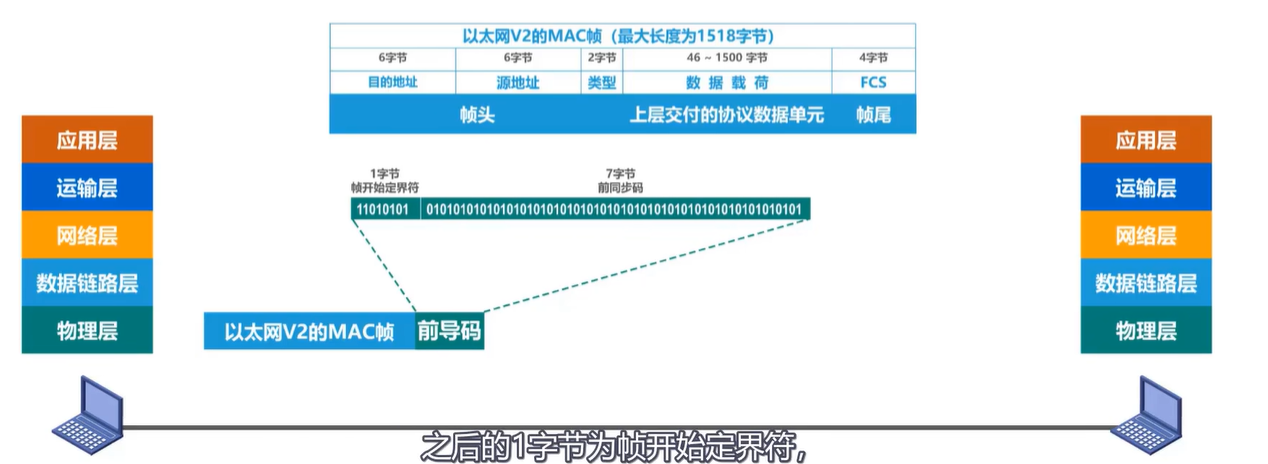 以太网V2的MAC帧（最大长度为1518字节）
6字节 6字节 2字节 46 ~ 1500 字节 4字节
目的地址 源地址 类型 数 据 载 荷 FCS
帧头 上层交付的协议数据单元 帧尾
应用层
运输层
网络层
数据链路层
物理层
1字节
帧开始定界符
7字节
前同步码
11010101 01010101010101010101010101010101010101010101010101010101
以太网V2的MAC帧 前导码
应用层
运输层
网络层
数据链路层
物理层
之后的1字节为帧开始定界符，